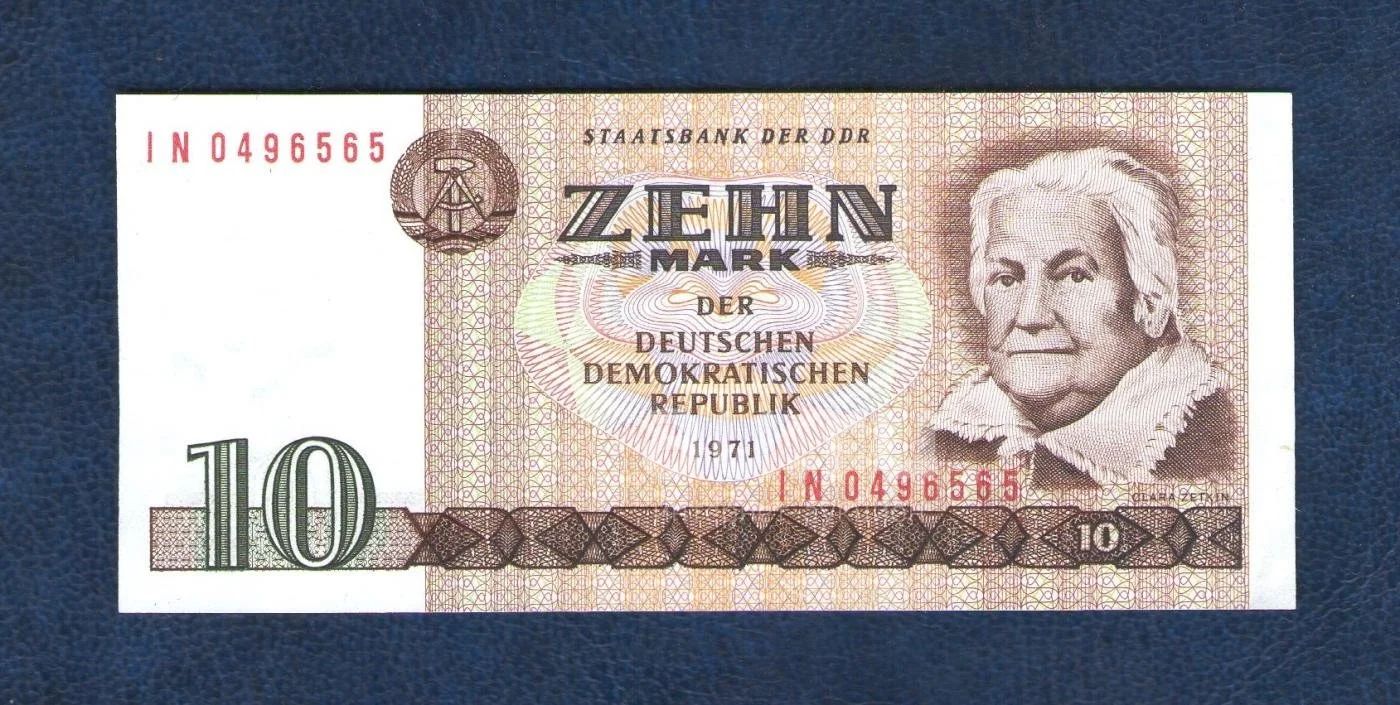 IN 0496565
STAATSBANK DER DDR
ZEHN
MARK
DER
DEUTSCHEN
DEMOKRATISCHEN
REPUBLIK
1971
IN 0496565
CLARA ZETKIN
10
10